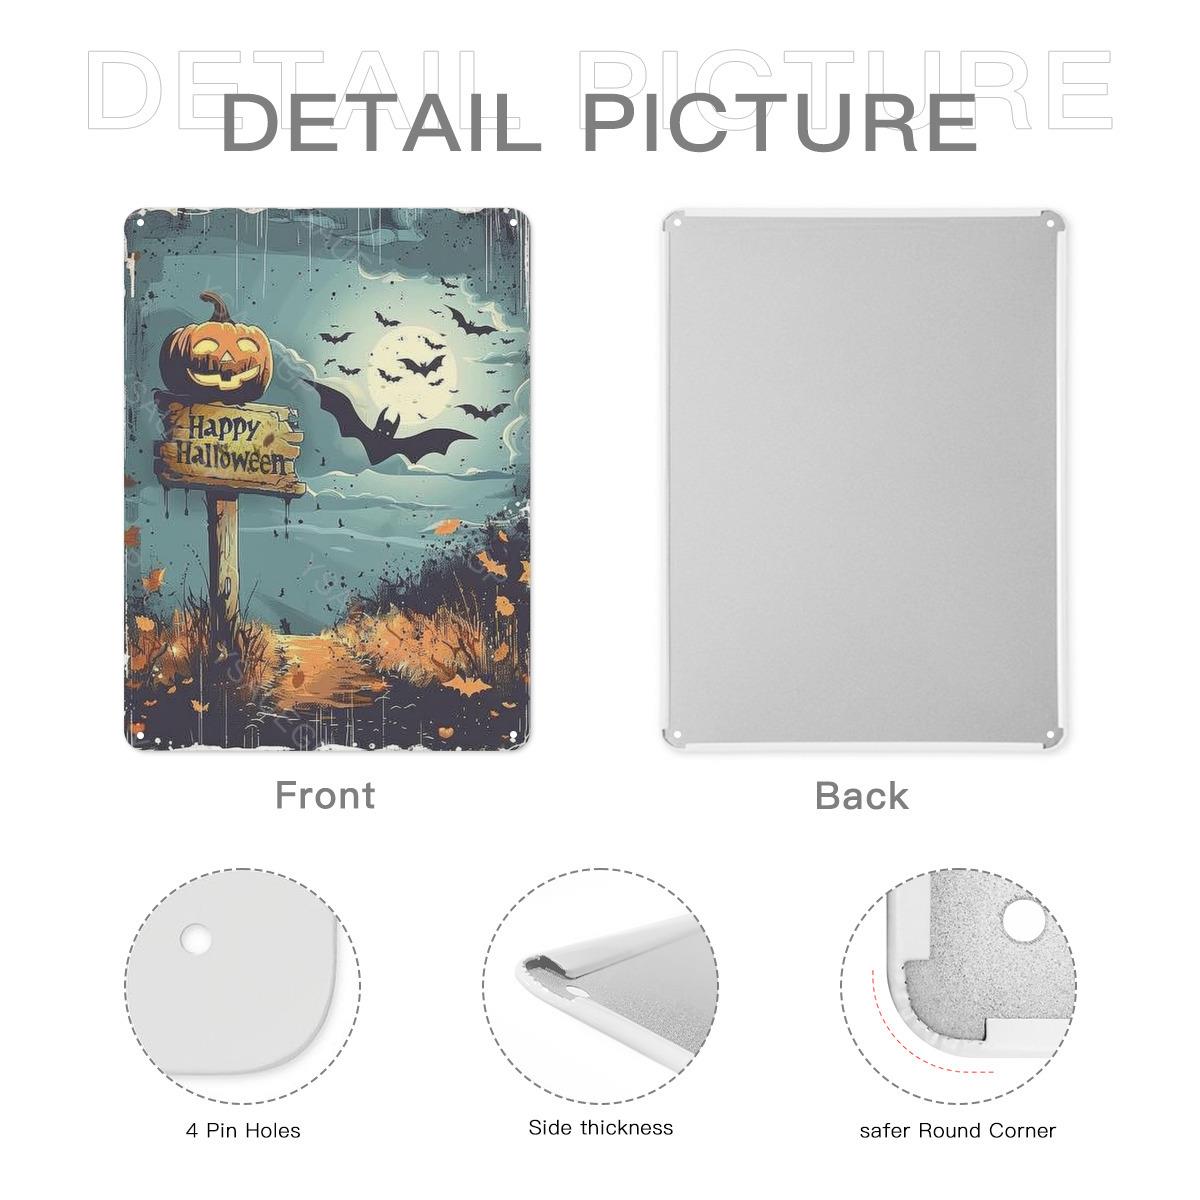 DETAIL PICTURE
DETAIL PICTURE
Happy
Halloween
Front
Back
4 Pin Holes
Side thickness
safer Round Corner